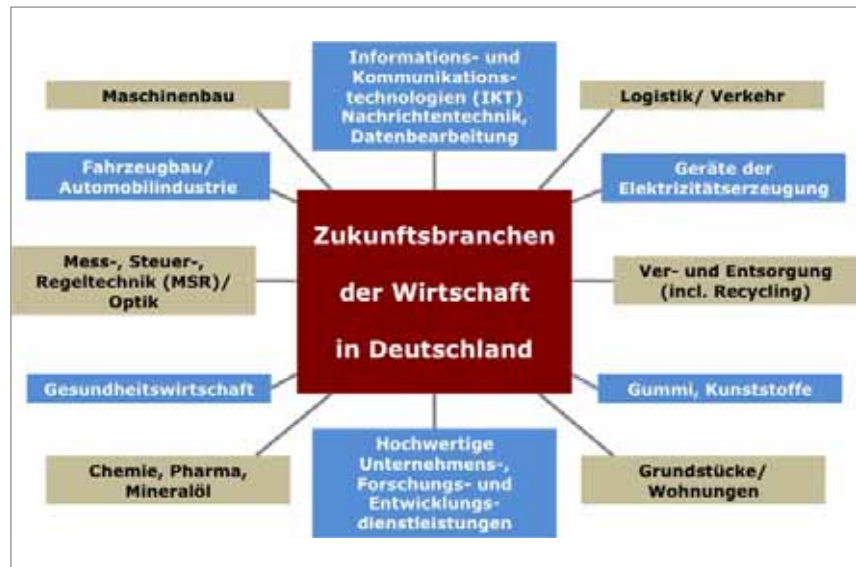 Informations- und
Kommunikations-
technologien (IKT)
Nachrichtentechnik,
Datenbearbeitung
Maschinenbau
Logistik/ Verkehr
Fahrzeugbau/
Automobilindustrie
Geräte der
Elektrizitätserzeugung
Zukunftsbranchen
der Wirtschaft
in Deutschland
Mess-, Steuer-,
Regeltechnik (MSR)/
Optik
Ver- und Entsorgung
(incl. Recycling)
Gesundheitswirtschaft
Gummi, Kunststoffe
Chemie, Pharma,
Mineralöl
Hochwertige
Unternehmens-,
Forschungs- und
Entwicklungs-
dienstleistungen
Grundstücke/
Wohnungen